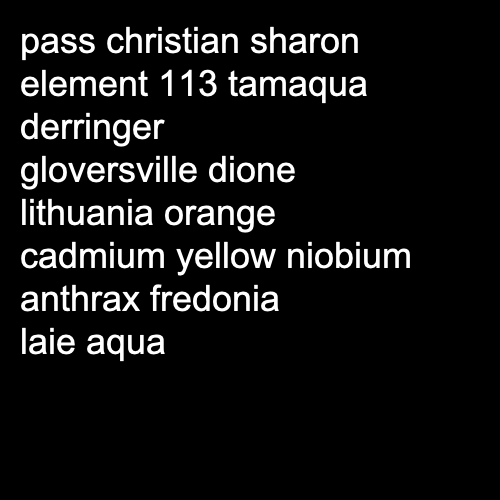 pass christian sharon
element 113 tamaqua
derringer
gloversville dione
lithuania orange
cadmium yellow niobium
anthrax fredonia
laie aqua